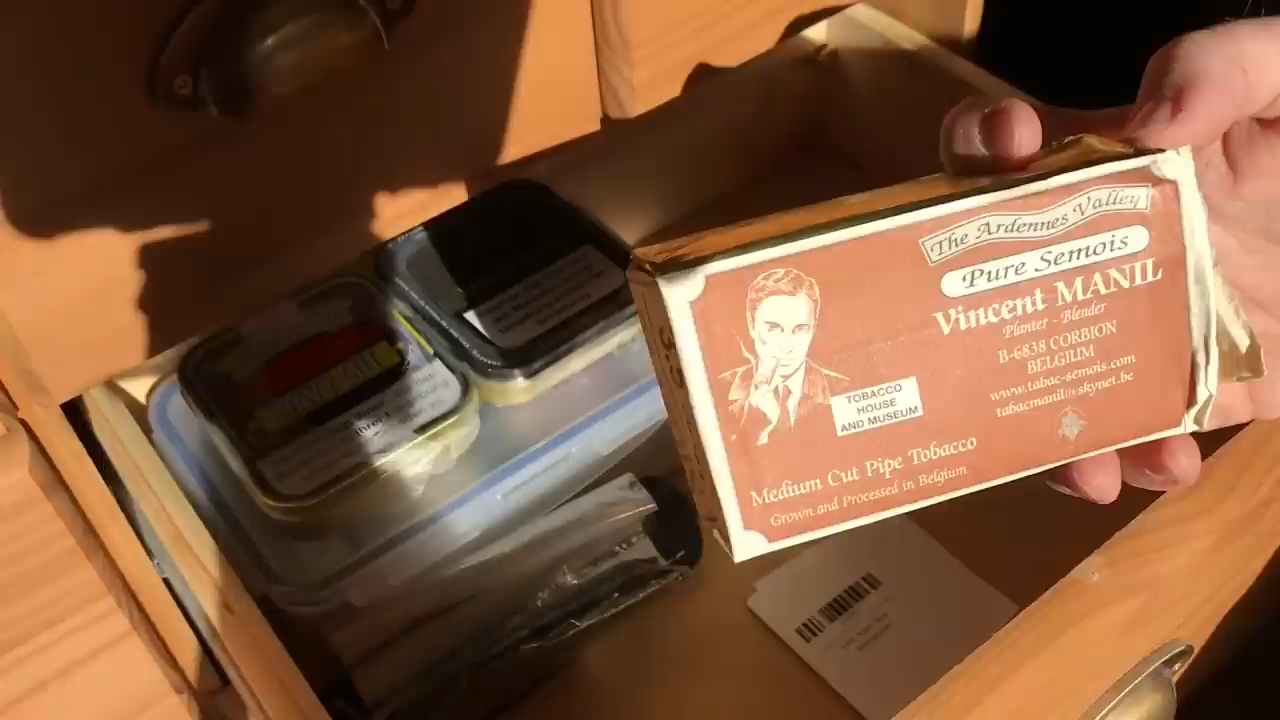 The Ardennes Valley
Pure Semois
Vincent MANIL
Planter - Blender
B-6838 CORBION
BELGIUM
www.tabac-semois.com
tabacmanil@skynet.be
TOBACCO
HOUSE
AND MUSEUM
Medium Cut Pipe Tobacco
Grown and Processed in Belgium